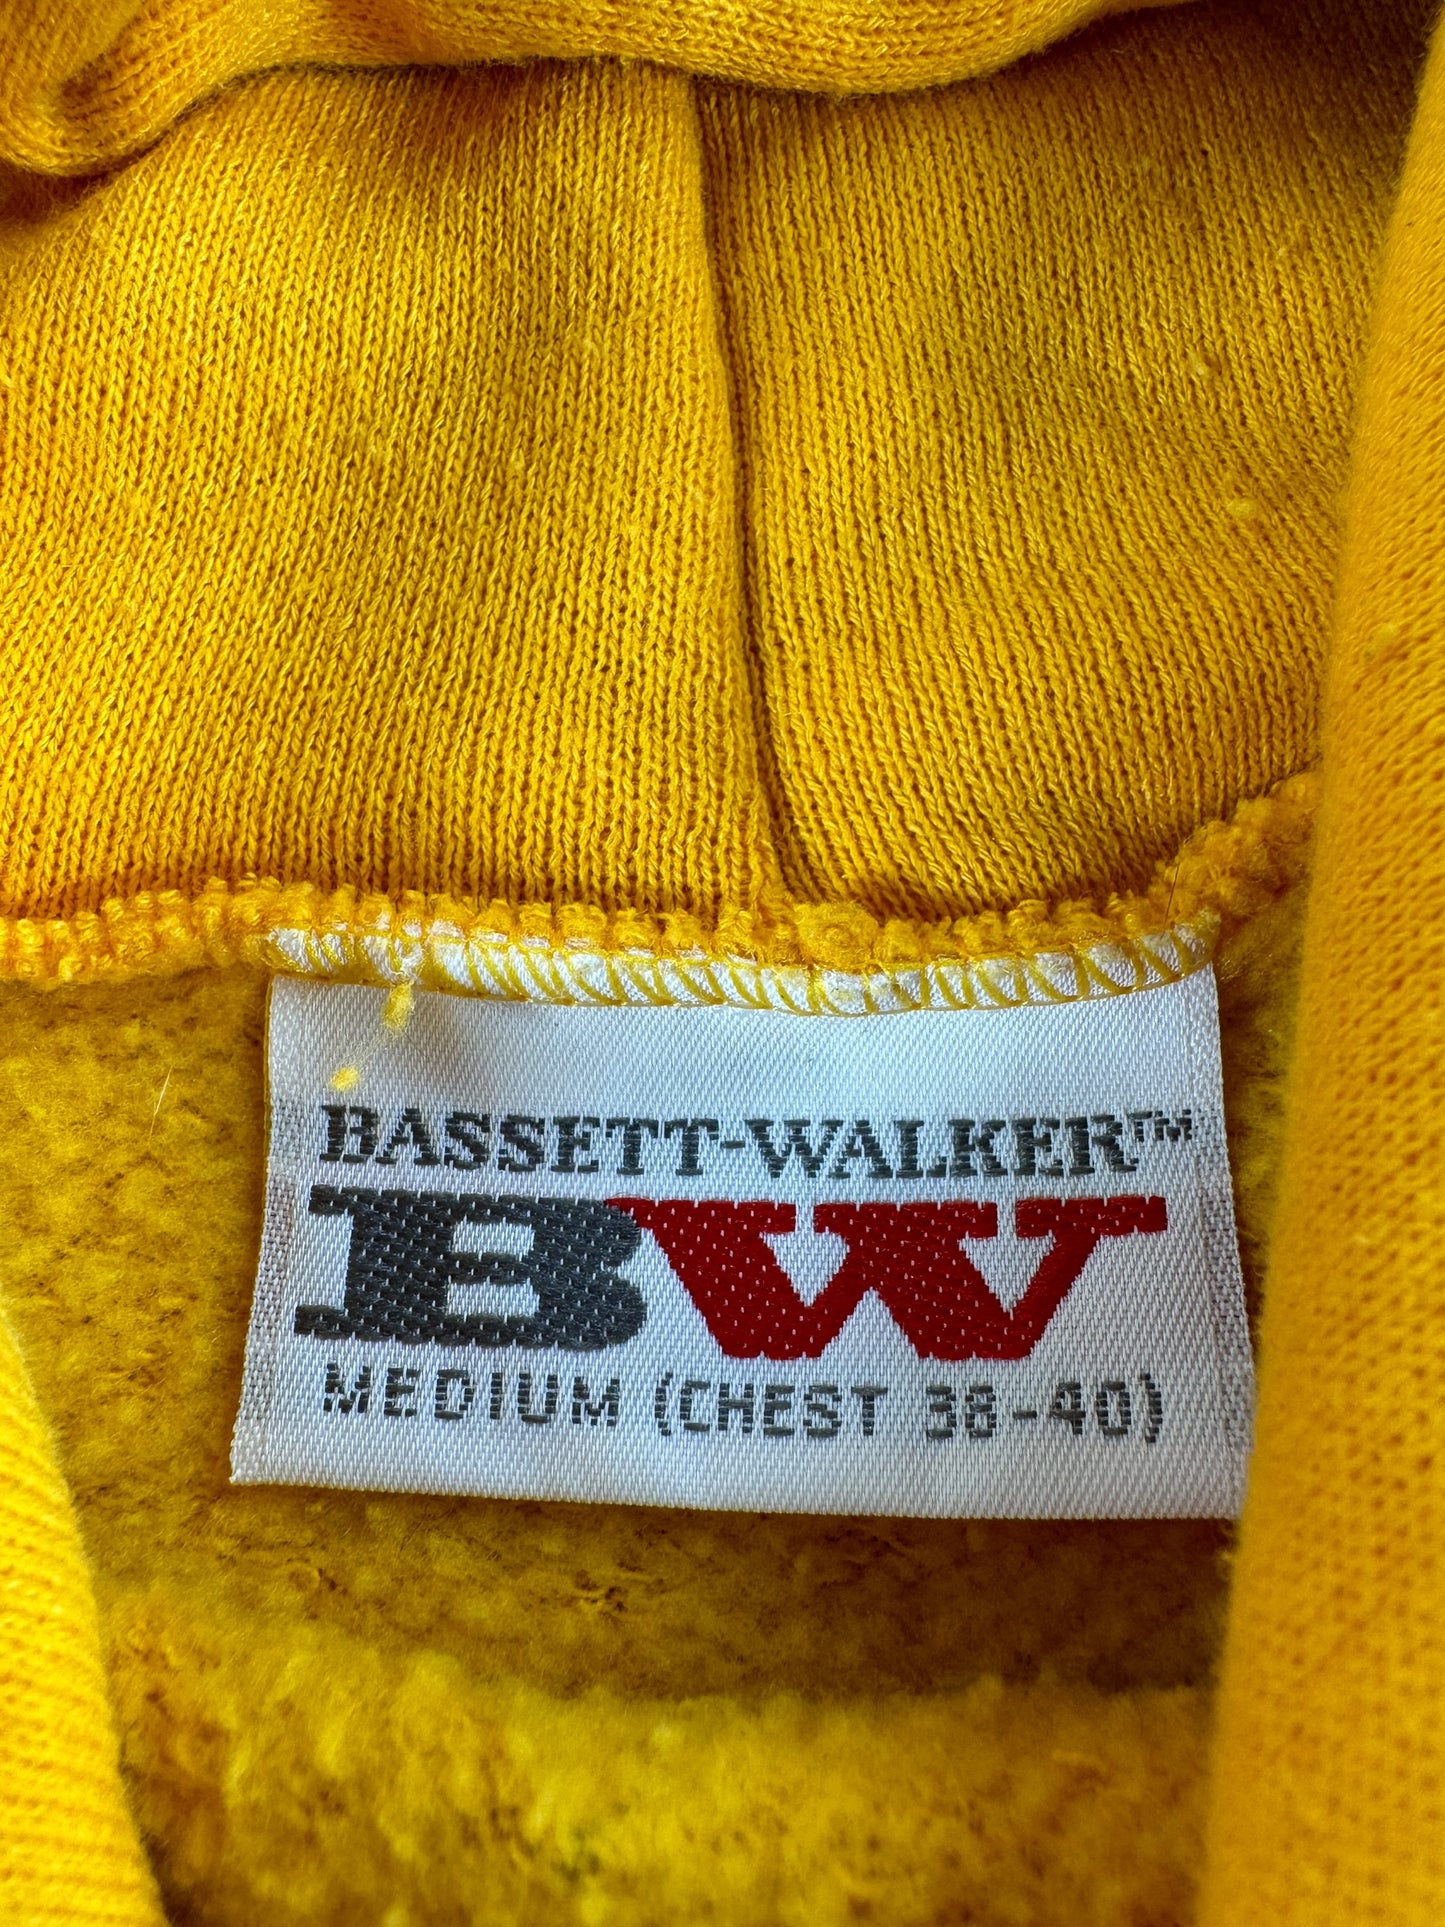 BASSETT-WALKER™
BW
MEDIUM (CHEST 38-40)